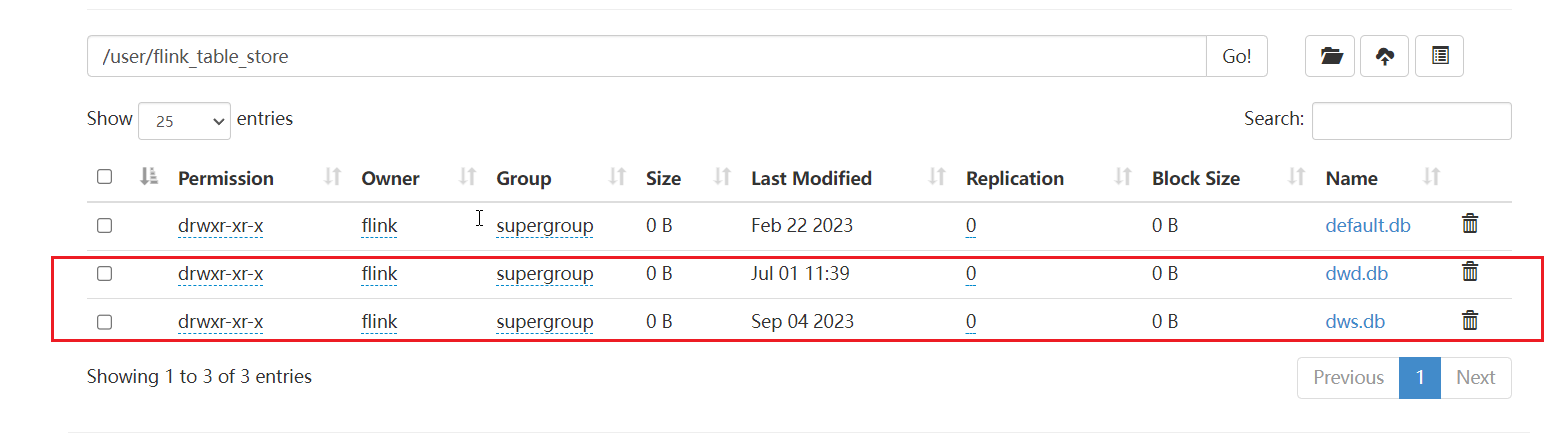 /user/flink_table_store Go!
Show 25 entries Search:
Permission Owner Group Size Last Modified Replication Block Size Name
drwxr-xr-x flink supergroup 0 B Feb 22 2023 0 0 B default.db
drwxr-xr-x flink supergroup 0 B Jul 01 11:39 0 0 B dwd.db
drwxr-xr-x flink supergroup 0 B Sep 04 2023 0 0 B dws.db
Showing 1 to 3 of 3 entries Previous 1 Next